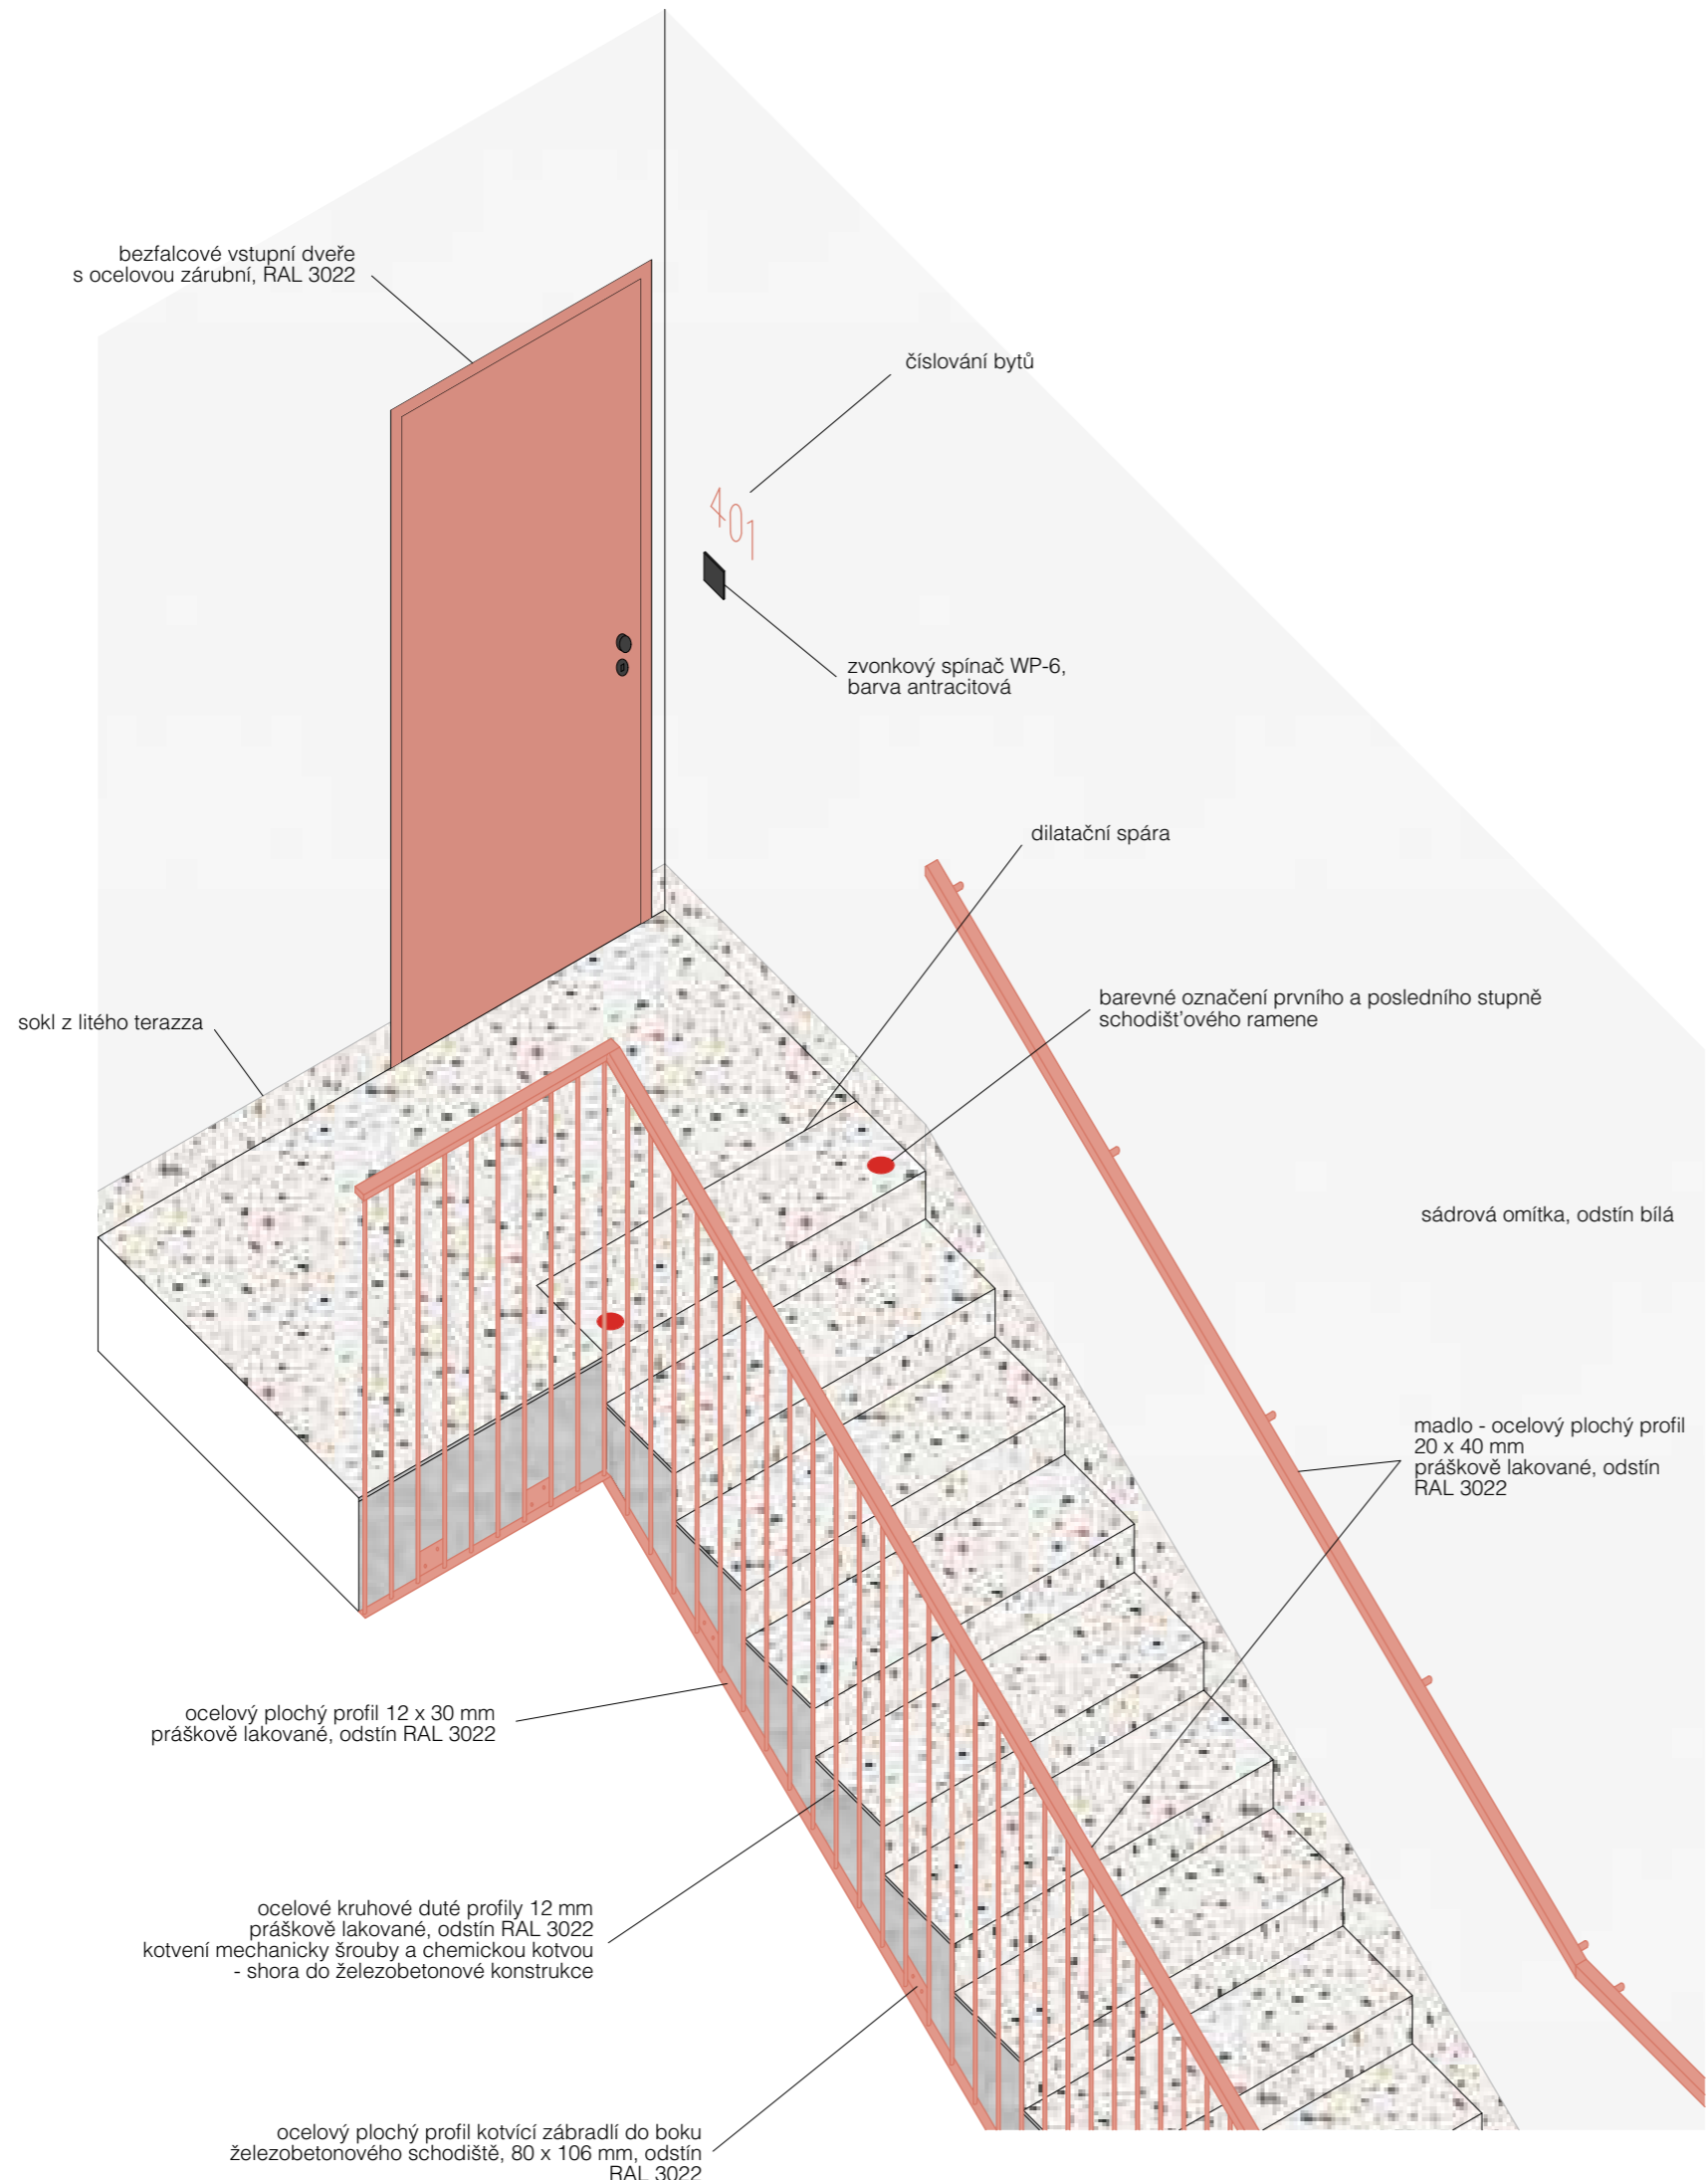 bezfalcové vstupní dveře
s ocelovou zárubní, RAL 3022
číslování bytů
401
zvonkový spínač WP-6,
barva antracitová
dilatační spára
barevné označení prvního a posledního stupně
schodišt'ového ramene
sokl z litého terazza
sádrová omítka, odstín bílá
madlo - ocelový plochý profil
20 x 40 mm
práškově lakované, odstín
RAL 3022
ocelový plochý profil 12 x 30 mm
práškově lakované, odstín RAL 3022
ocelové kruhové duté profily 12 mm
práškově lakované, odstín RAL 3022
kotvení mechanicky šrouby a chemickou kotvou
- shora do železobetonové konstrukce
ocelový plochý profil kotvící zábradlí do boku
železobetonového schodiště, 80 x 106 mm, odstín
RAL 3022